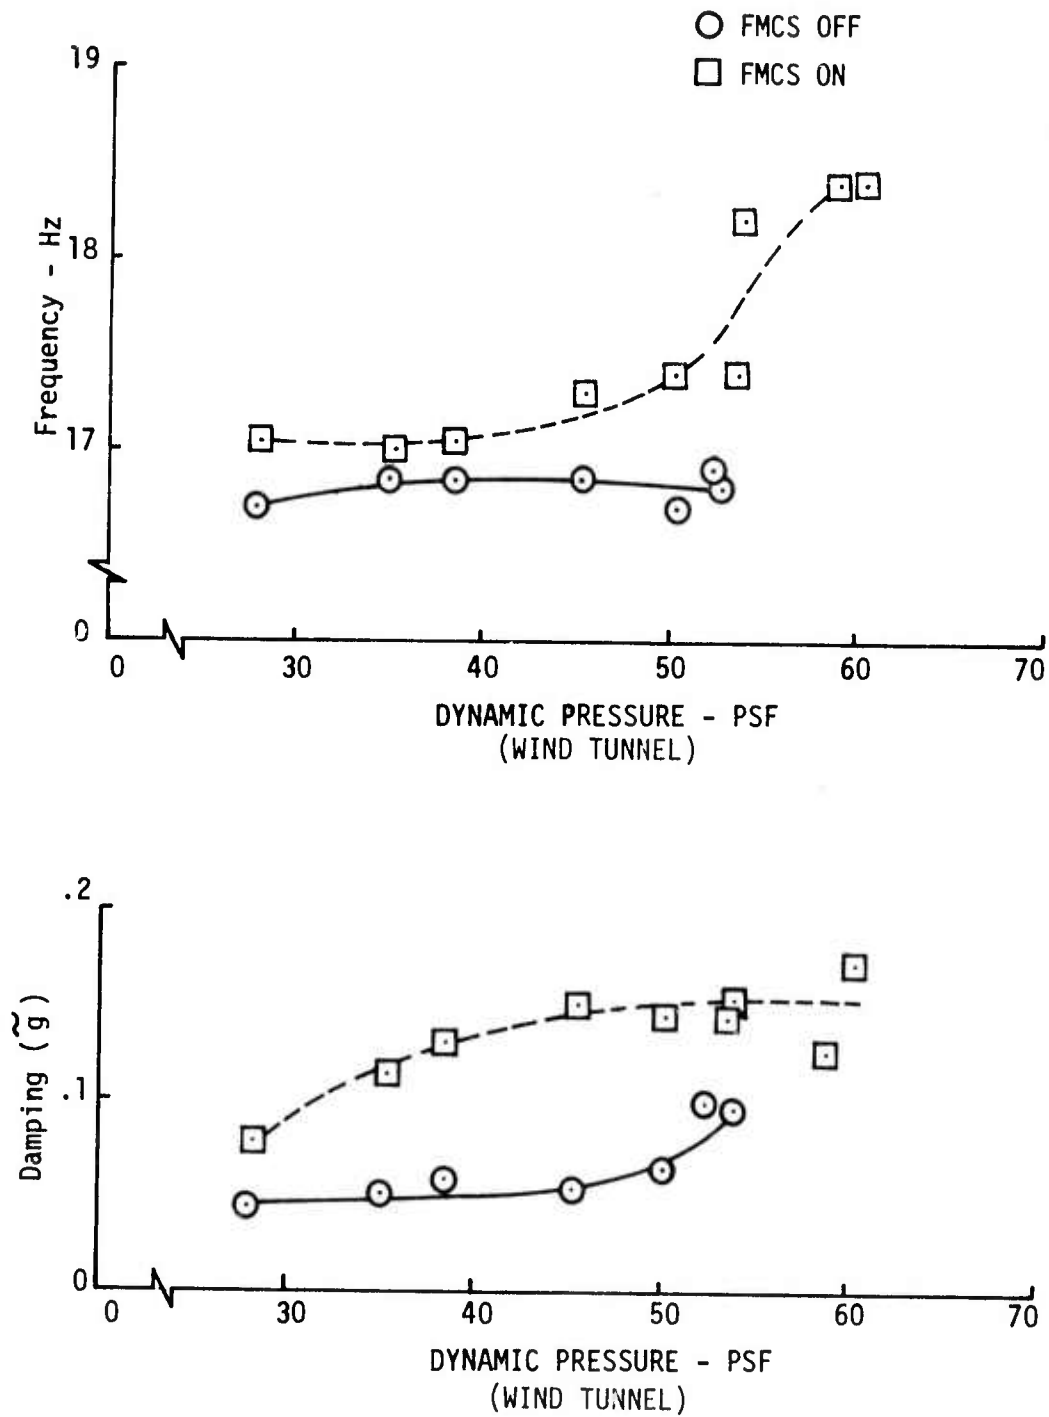 FMCS OFF
FMCS ON
19
18
17
0
Frequency - Hz
0 30 40 50 60 70
DYNAMIC PRESSURE - PSF
(WIND TUNNEL)
.2
.1
0
Damping (g̃)
0 30 40 50 60 70
DYNAMIC PRESSURE - PSF
(WIND TUNNEL)